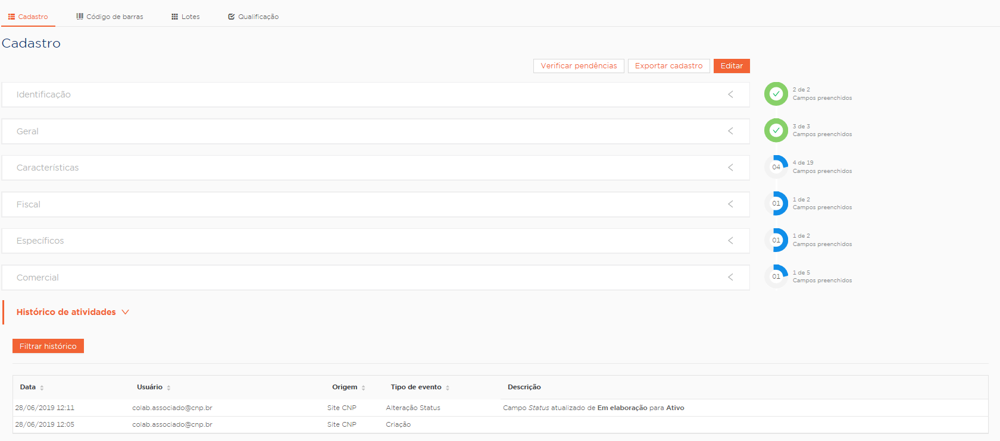 Cadastro
Código de barras
Lotes
Qualificação
Cadastro
Verificar pendências
Exportar cadastro
Editar
Identificação
2 de 2
Campos preenchidos
Geral
3 de 3
Campos preenchidos
Características
04
4 de 19
Campos preenchidos
Fiscal
01
1 de 2
Campos preenchidos
Específicos
01
1 de 2
Campos preenchidos
Comercial
01
1 de 5
Campos preenchidos
Histórico de atividades
Filtrar histórico
Data Usuário Origem Tipo de evento Descrição
28/06/2019 12:11 colab.associado@cnp.br Site CNP Alteração Status Campo Status atualizado de Em elaboração para Ativo
28/06/2019 12:05 colab.associado@cnp.br Site CNP Criação